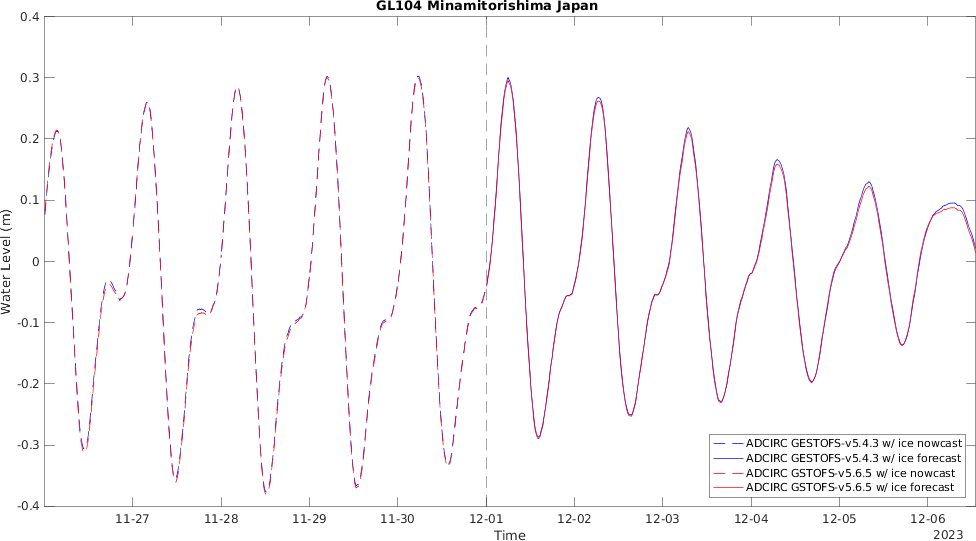 GL104 Minamitorishima Japan
0.4
0.3
0.2
0.1
0
-0.1
-0.2
-0.3
-0.4
Water Level (m)
ADCIRC GESTOFS-v5.4.3 w/ ice nowcast
ADCIRC GESTOFS-v5.4.3 w/ ice forecast
ADCIRC GSTOFS-v5.6.5 w/ ice nowcast
ADCIRC GSTOFS-v5.6.5 w/ ice forecast
11-27 11-28 11-29 11-30 12-01 12-02 12-03 12-04 12-05 12-06
Time 2023